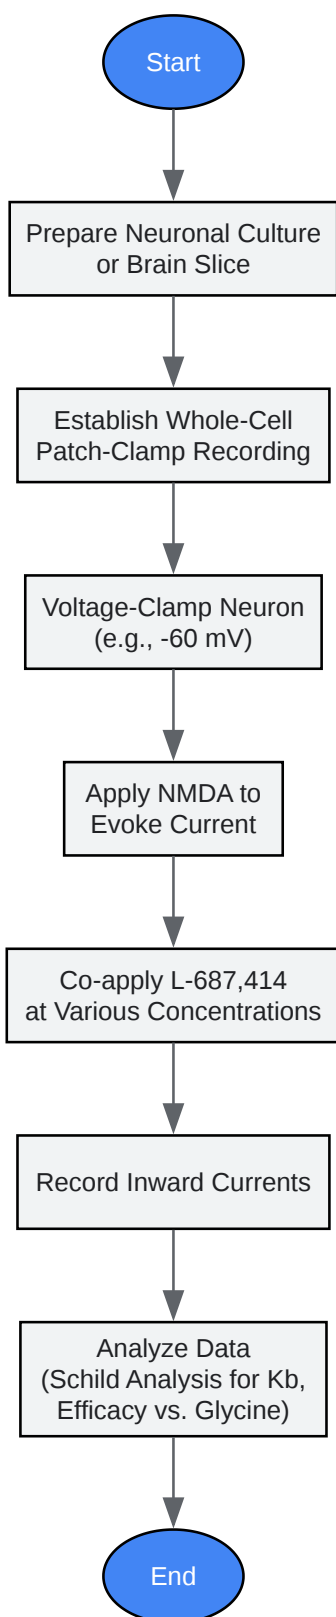 Start
Prepare Neuronal Culture
or Brain Slice
Establish Whole-Cell
Patch-Clamp Recording
Voltage-Clamp Neuron
(e.g., -60 mV)
Apply NMDA to
Evoke Current
Co-apply L-687,414
at Various Concentrations
Record Inward Currents
Analyze Data
(Schild Analysis for Kb,
Efficacy vs. Glycine)
End